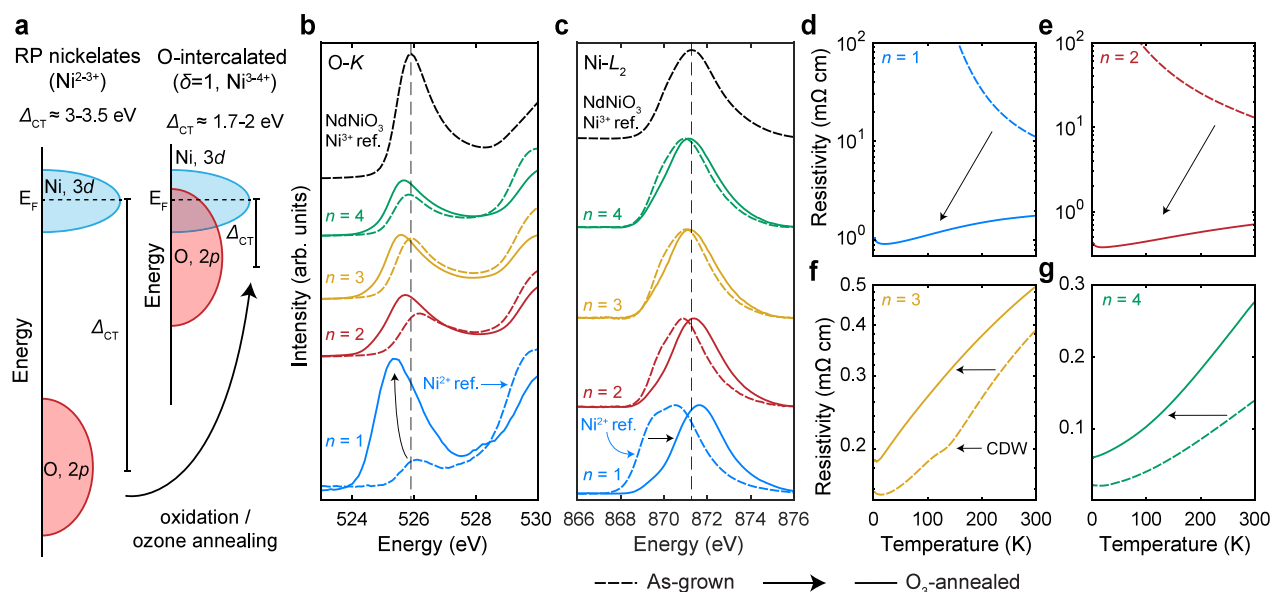 a
RP nickelates
(Ni2-3+)
ΔCT ≈ 3-3.5 eV
O-intercalated
(δ=1, Ni3-4+)
ΔCT ≈ 1.7-2 eV
Ni, 3d
EF
O, 2p
ΔCT
Energy
Ni, 3d
EF
O, 2p
ΔCT
Energy
oxidation /
ozone annealing
b
O-K
NdNiO3
Ni3+ ref.
n = 4
n = 3
n = 2
Ni2+ ref.
n = 1
Intensity (arb. units)
524 526 528 530
Energy (eV)
c
Ni-L2
NdNiO3
Ni3+ ref.
n = 4
n = 3
n = 2
Ni2+ ref.
n = 1
866 868 870 872 874 876
Energy (eV)
d
n = 1
102
101
100
Resistivity (mΩ cm)
e
n = 2
102
101
100
f
n = 3
0.5
0.4
0.3
0.2
CDW
Resistivity (mΩ cm)
0 100 200 300
Temperature (K)
g
n = 4
0.3
0.2
0.1
0 100 200 300
Temperature (K)
As-grown
O3-annealed